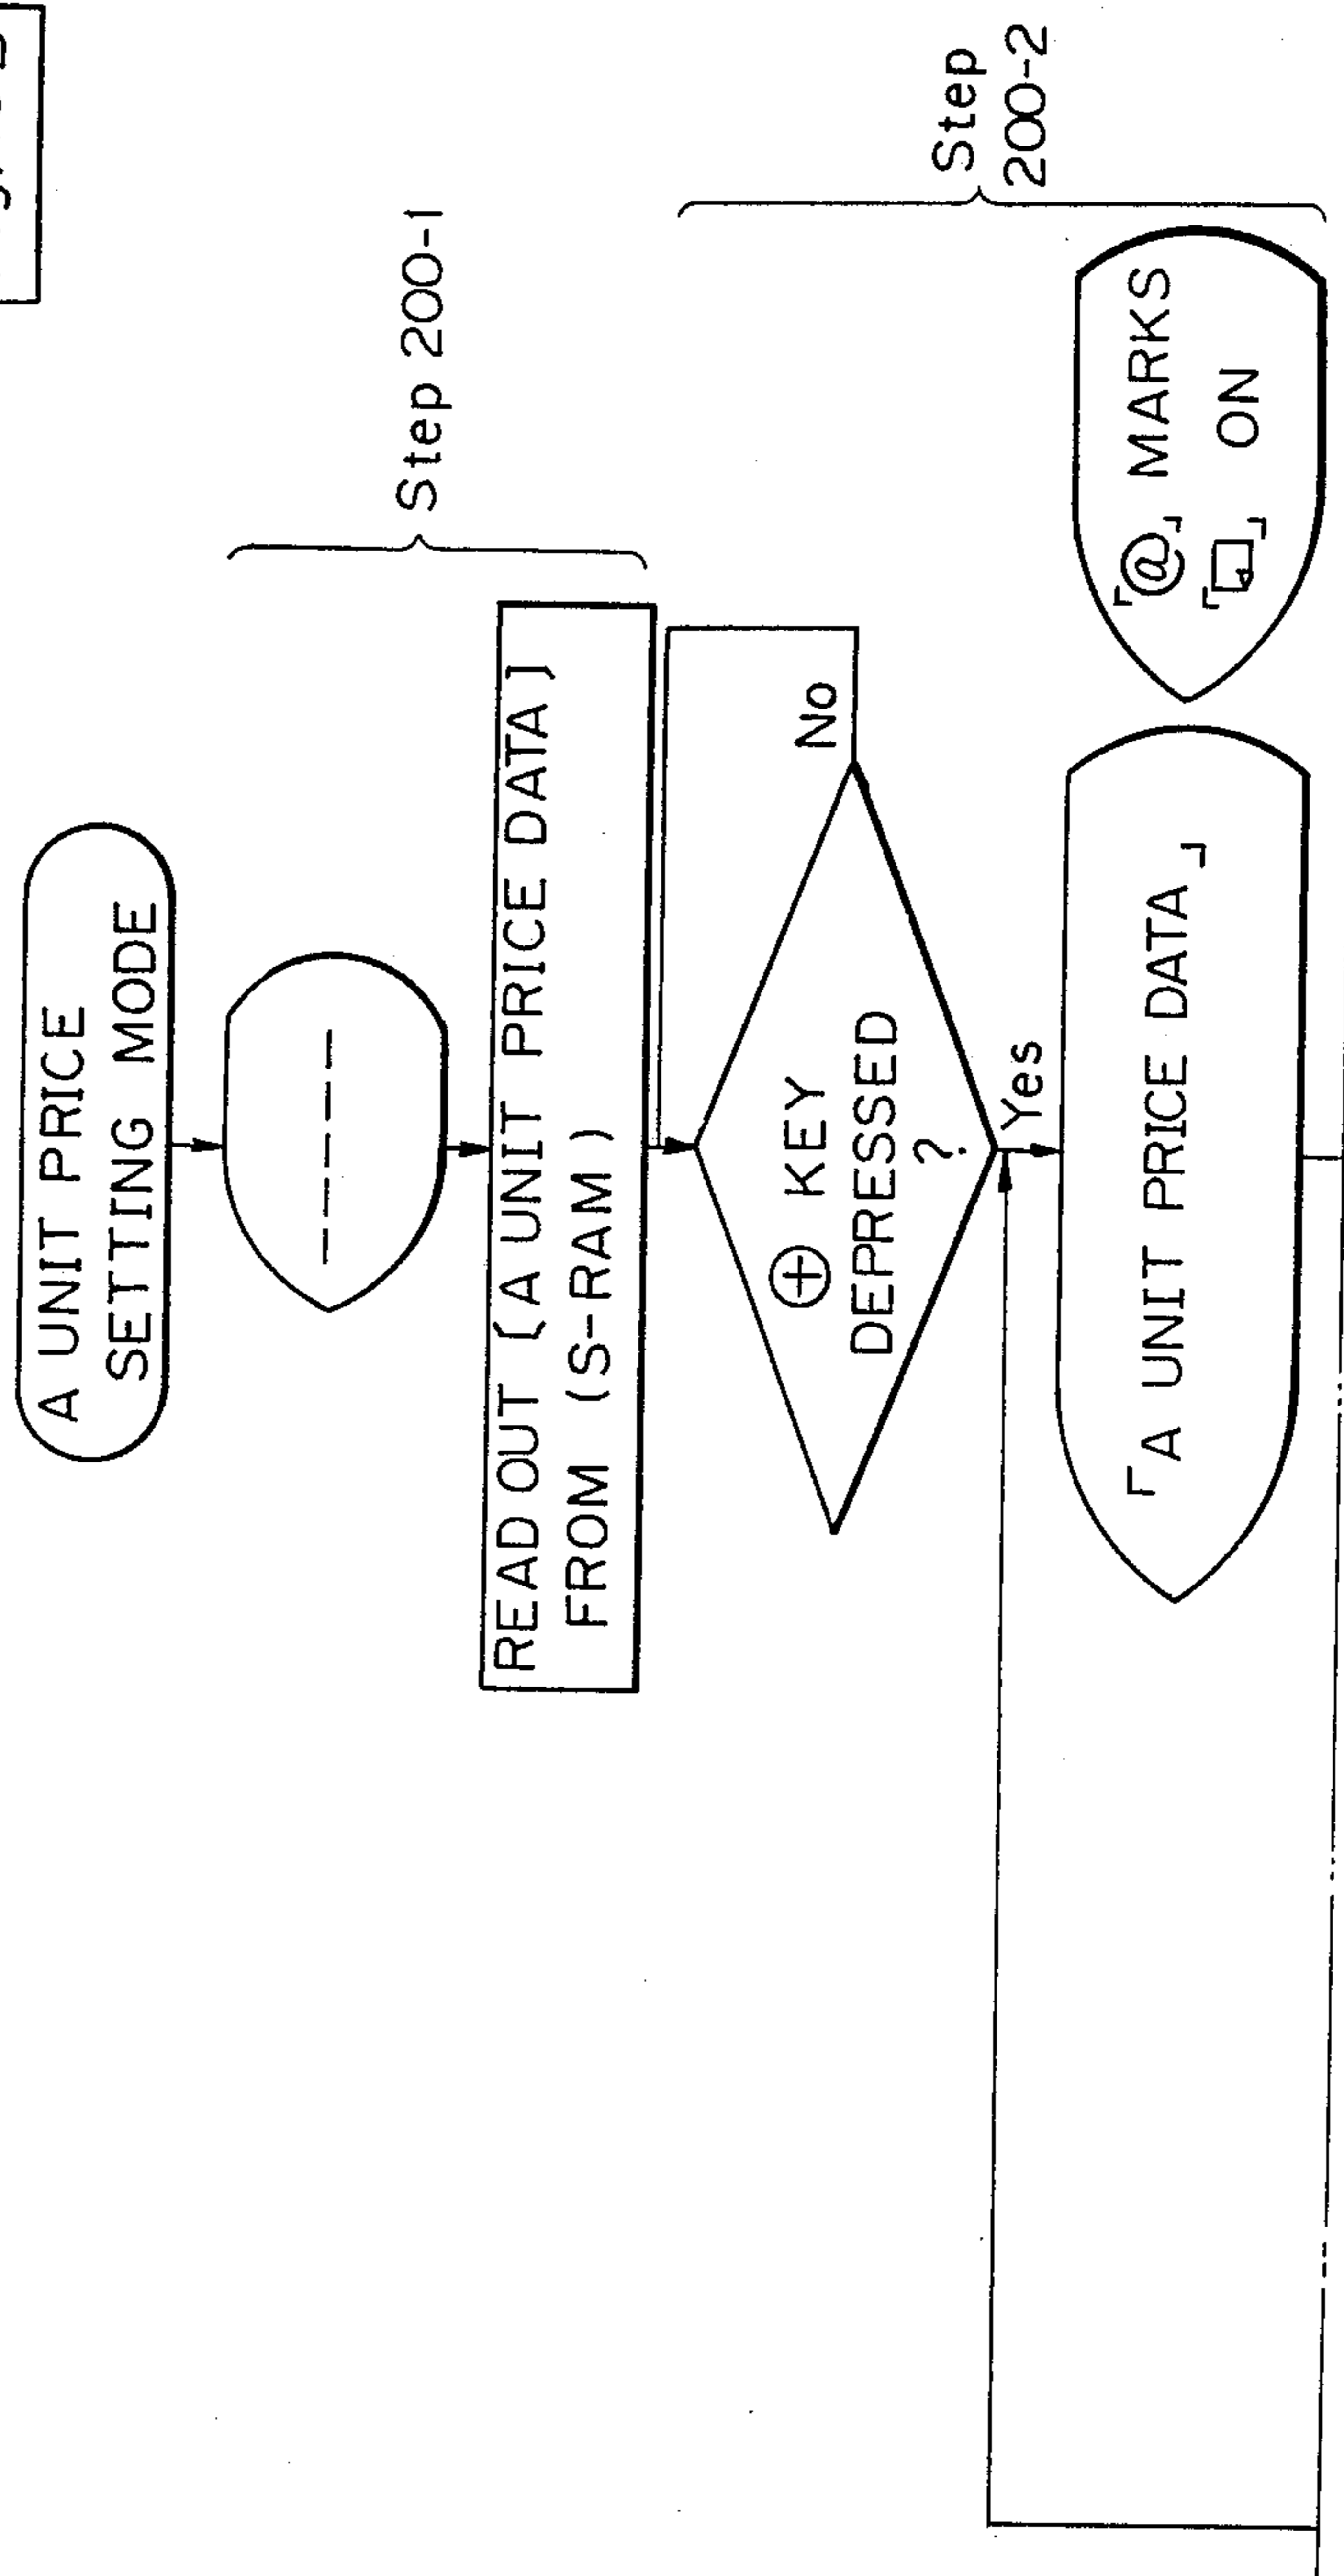 A UNIT PRICE
SETTING MODE
-----
Step 200-1
READ OUT [A UNIT PRICE DATA]
FROM (S-RAM)
⊕ KEY
DEPRESSED
?
No
Yes
Step
200-2
「A UNIT PRICE DATA」
「@」 MARKS
「」 ON